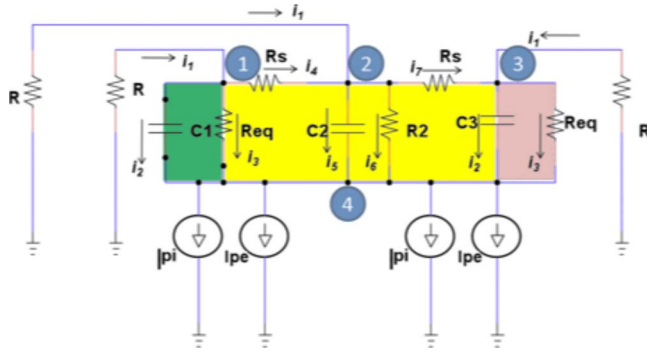 i1
i1 1 Rs i4 2 i7 Rs 3 i1
R R R
C1 Req C2 R2 C3 Req
i2 i3 i5 i6 i2 i3
4
Ipi Ipe Ipi Ipe